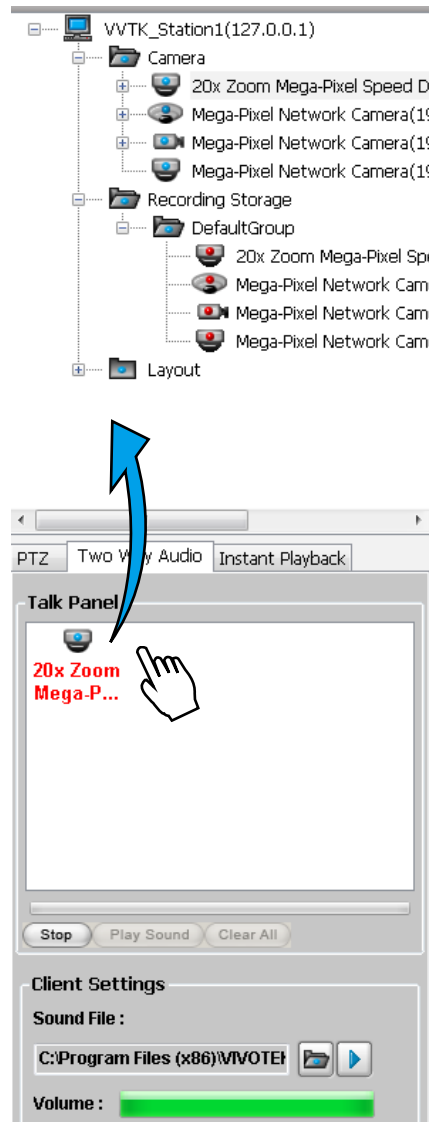 VVTK_Station1(127.0.0.1)
Camera
20x Zoom Mega-Pixel Speed D
Mega-Pixel Network Camera(19
Mega-Pixel Network Camera(19
Mega-Pixel Network Camera(19
Recording Storage
DefaultGroup
20x Zoom Mega-Pixel Spe
Mega-Pixel Network Cam
Mega-Pixel Network Cam
Mega-Pixel Network Cam
Layout
PTZ Two Way Audio Instant Playback
Talk Panel
20x Zoom
Mega-P...
Stop Play Sound Clear All
Client Settings
Sound File :
C:\Program Files (x86)\VIVOTEK
Volume :